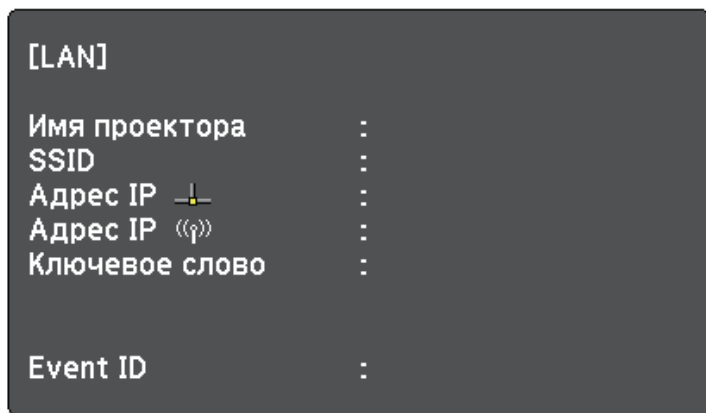 [LAN]
Имя проектора :
SSID :
Адрес IP :
Адрес IP :
Ключевое слово :
Event ID :